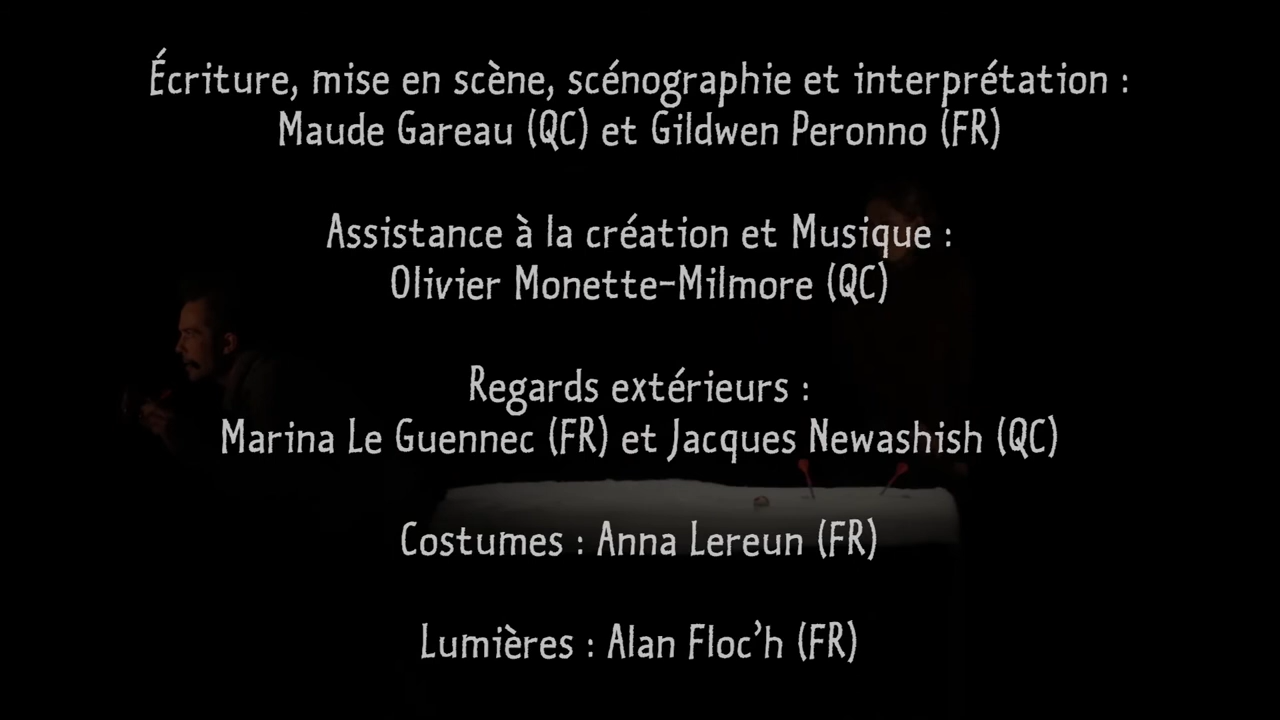 Écriture, mise en scène, scénographie et interprétation :
Maude Gareau (QC) et Gildwen Peronno (FR)
Assistance à la création et Musique :
Olivier Monette-Milmore (QC)
Regards extérieurs :
Marina Le Guennec (FR) et Jacques Newashish (QC)
Costumes : Anna Lereun (FR)
Lumières : Alan Floc’h (FR)